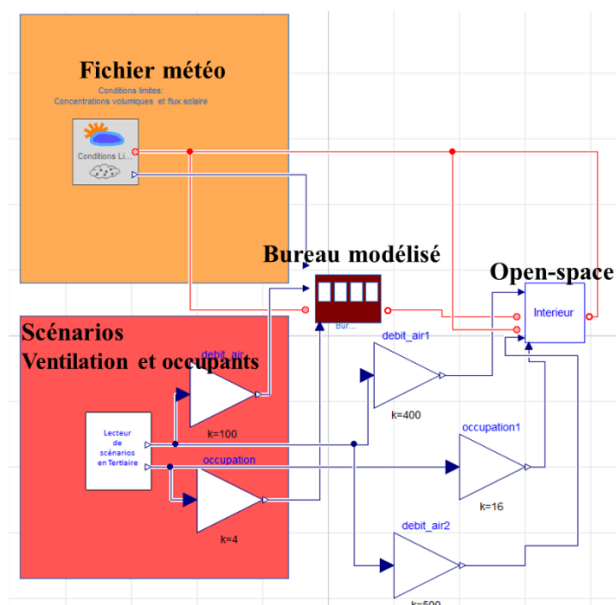 Fichier météo
Conditions limites:
Concentrations volumiques et flux solaire
Conditions Li...
Bureau modélisé
Open-space
Bur...
Interieur
Scénarios
Ventilation et occupants
debit_air
debit_air1
k=100
k=400
Lecteur
de
scénarios
en Tertiaire
occupation
occupation1
k=4
k=16
debit_air2
k=500